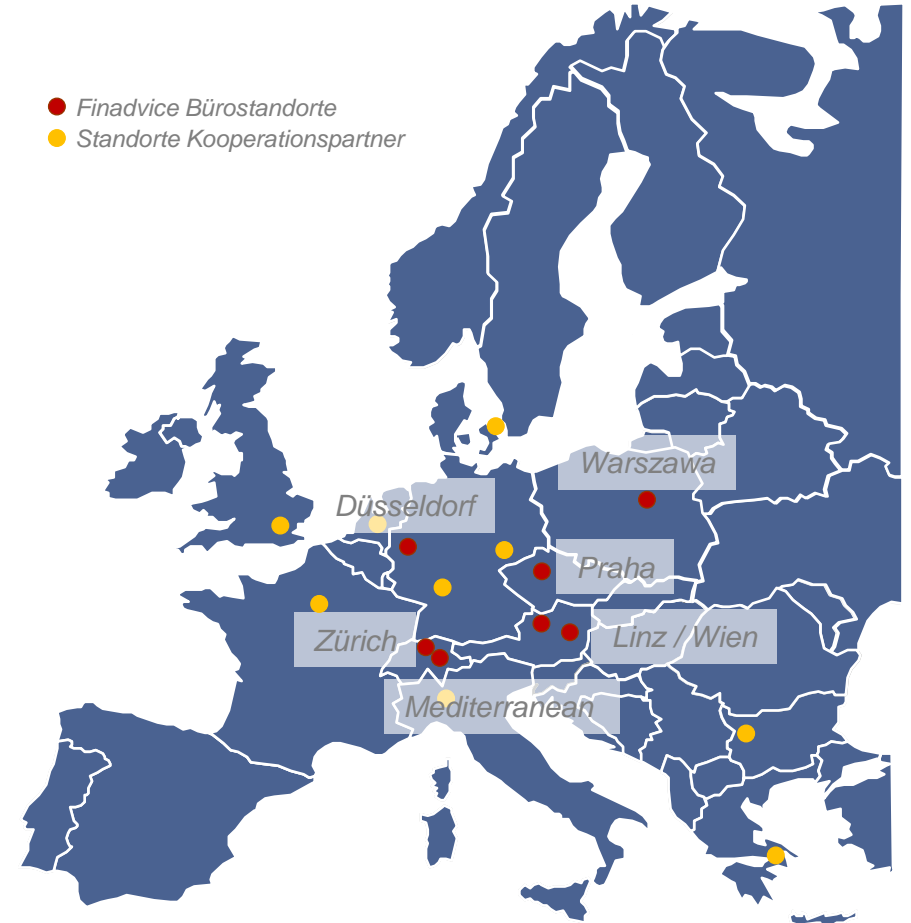 Finadvice Bürostandorte
Standorte Kooperationspartner
Warszawa
Düsseldorf
Praha
Zürich
Linz / Wien
Mediterranean